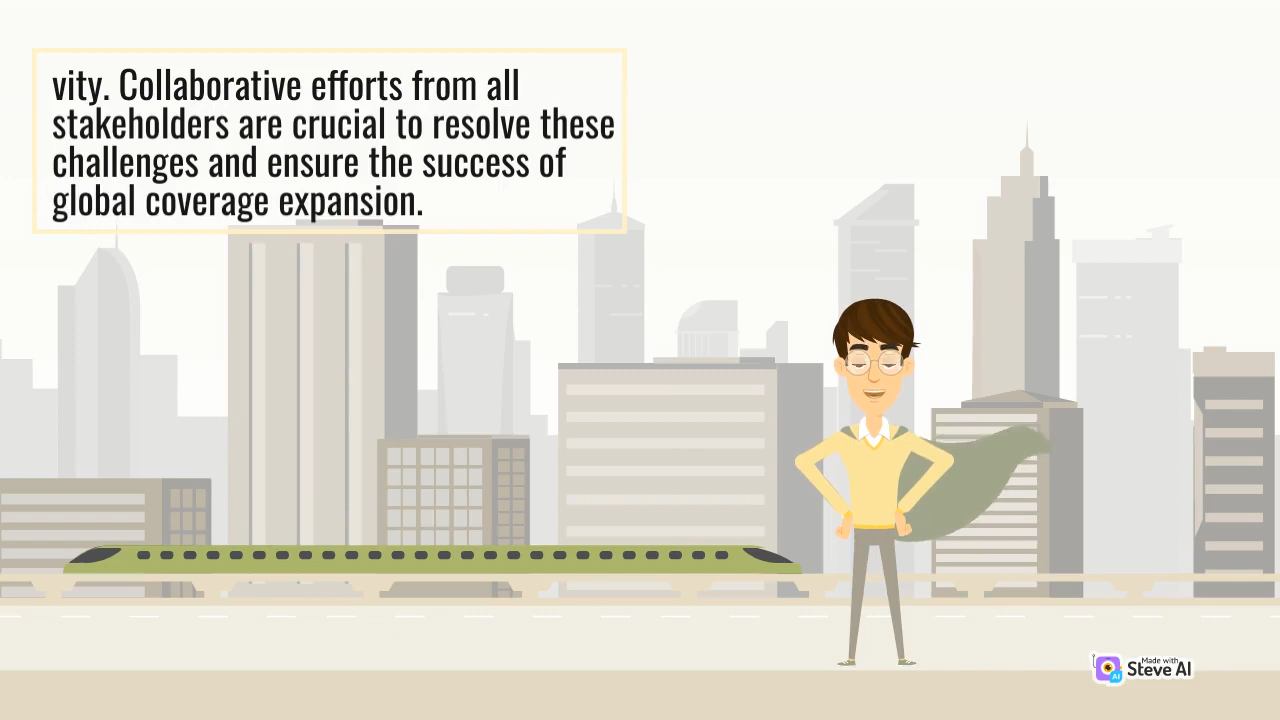 vity. Collaborative efforts from all
stakeholders are crucial to resolve these
challenges and ensure the success of
global coverage expansion.
Made with
Steve AI
AI